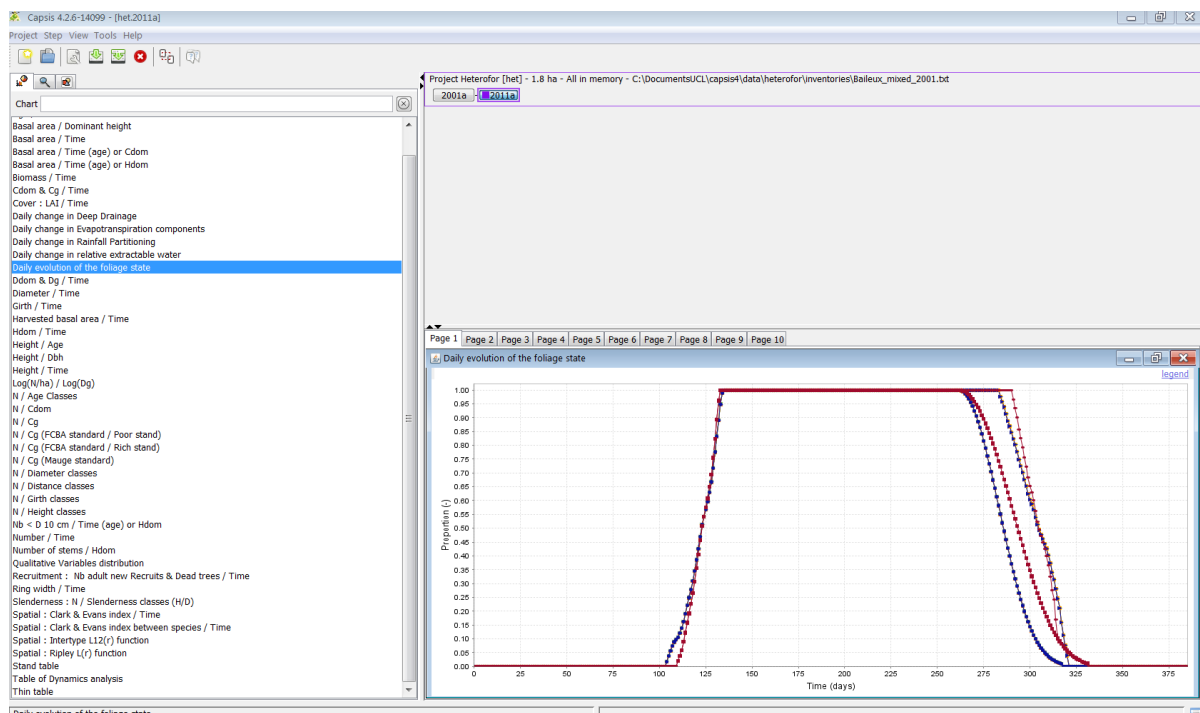 Capsis 4.2.6-14099 - [het.2011a]
Project Step View Tools Help
Chart
Basal area / Dominant height
Basal area / Time
Basal area / Time (age) or Cdom
Basal area / Time (age) or Hdom
Biomass / Time
Cdom & Cg / Time
Cover : LAI / Time
Daily change in Deep Drainage
Daily change in Evapotranspiration components
Daily change in Rainfall Partitioning
Daily change in relative extractable water
Daily evolution of the foliage state
Ddom & Dg / Time
Diameter / Time
Girth / Time
Harvested basal area / Time
Hdom / Time
Height / Age
Height / Dbh
Height / Time
Log(N/ha) / Log(Dg)
N / Age Classes
N / Cdom
N / Cg
N / Cg (FCBA standard / Poor stand)
N / Cg (FCBA standard / Rich stand)
N / Cg (Mauge standard)
N / Diameter classes
N / Distance classes
N / Girth classes
N / Height classes
Nb < D 10 cm / Time (age) or Hdom
Number / Time
Number of stems / Hdom
Qualitative Variables distribution
Recruitment : Nb adult new Recruits & Dead trees / Time
Ring width / Time
Slenderness : N / Slenderness classes (H/D)
Spatial : Clark & Evans index / Time
Spatial : Clark & Evans index between species / Time
Spatial : Intertype L12(r) function
Spatial : Ripley L(r) function
Stand table
Table of Dynamics analysis
Thin table
Daily evolution of the foliage state
Project Heterofor [het] - 1.8 ha - All in memory - C:\DocumentsUCL\capsis4\data\heterofor\inventories\Baileux_mixed_2001.txt
2001a - 2011a
Page 1 Page 2 Page 3 Page 4 Page 5 Page 6 Page 7 Page 8 Page 9 Page 10
Daily evolution of the foliage state
legend
1.00
0.95
0.90
0.85
0.80
0.75
0.70
0.65
0.60
0.55
0.50
0.45
0.40
0.35
0.30
0.25
0.20
0.15
0.10
0.05
0.00
Proportion (-)
0 25 50 75 100 125 150 175 200 225 250 275 300 325 350 375
Time (days)